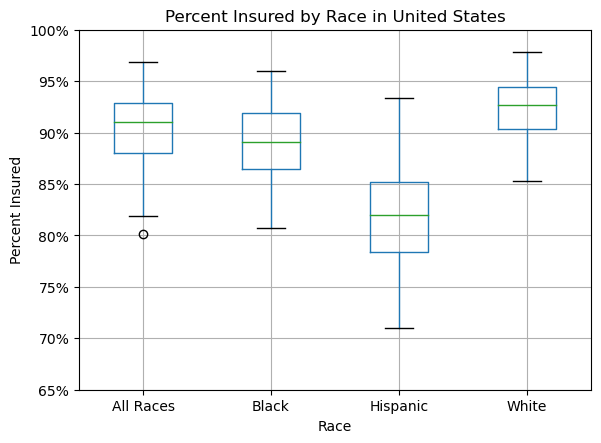 Percent Insured by Race in United States
100%
95%
90%
85%
80%
75%
70%
65%
Percent Insured
All Races Black Hispanic White
Race